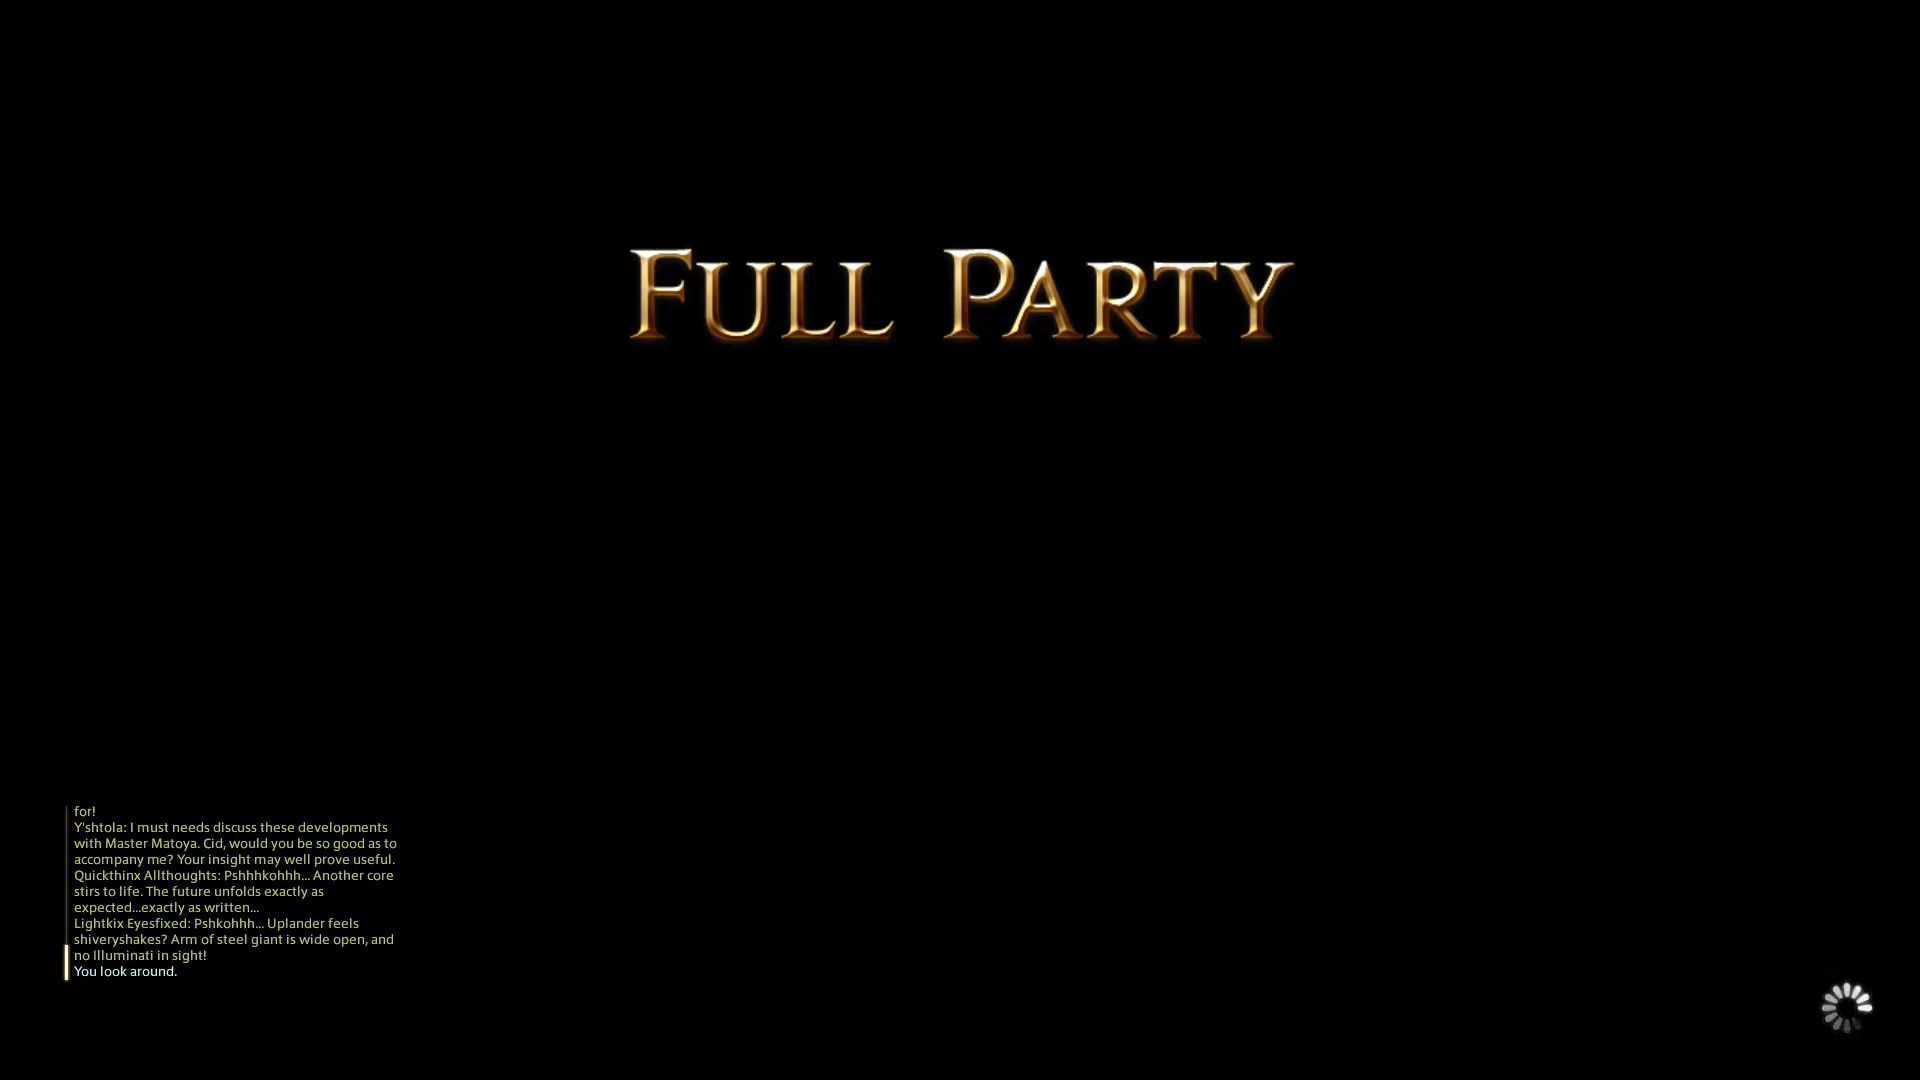 Full Party
for!
Y'shtola: I must needs discuss these developments
with Master Matoya. Cid, would you be so good as to
accompany me? Your insight may well prove useful.
Quickthinx Allthoughts: Pshhhkohhh... Another core
stirs to life. The future unfolds exactly as
expected...exactly as written...
Lightkix Eyesfixed: Pshkohhh... Uplander feels
shiveryshakes? Arm of steel giant is wide open, and
no Illuminati in sight!
You look around.